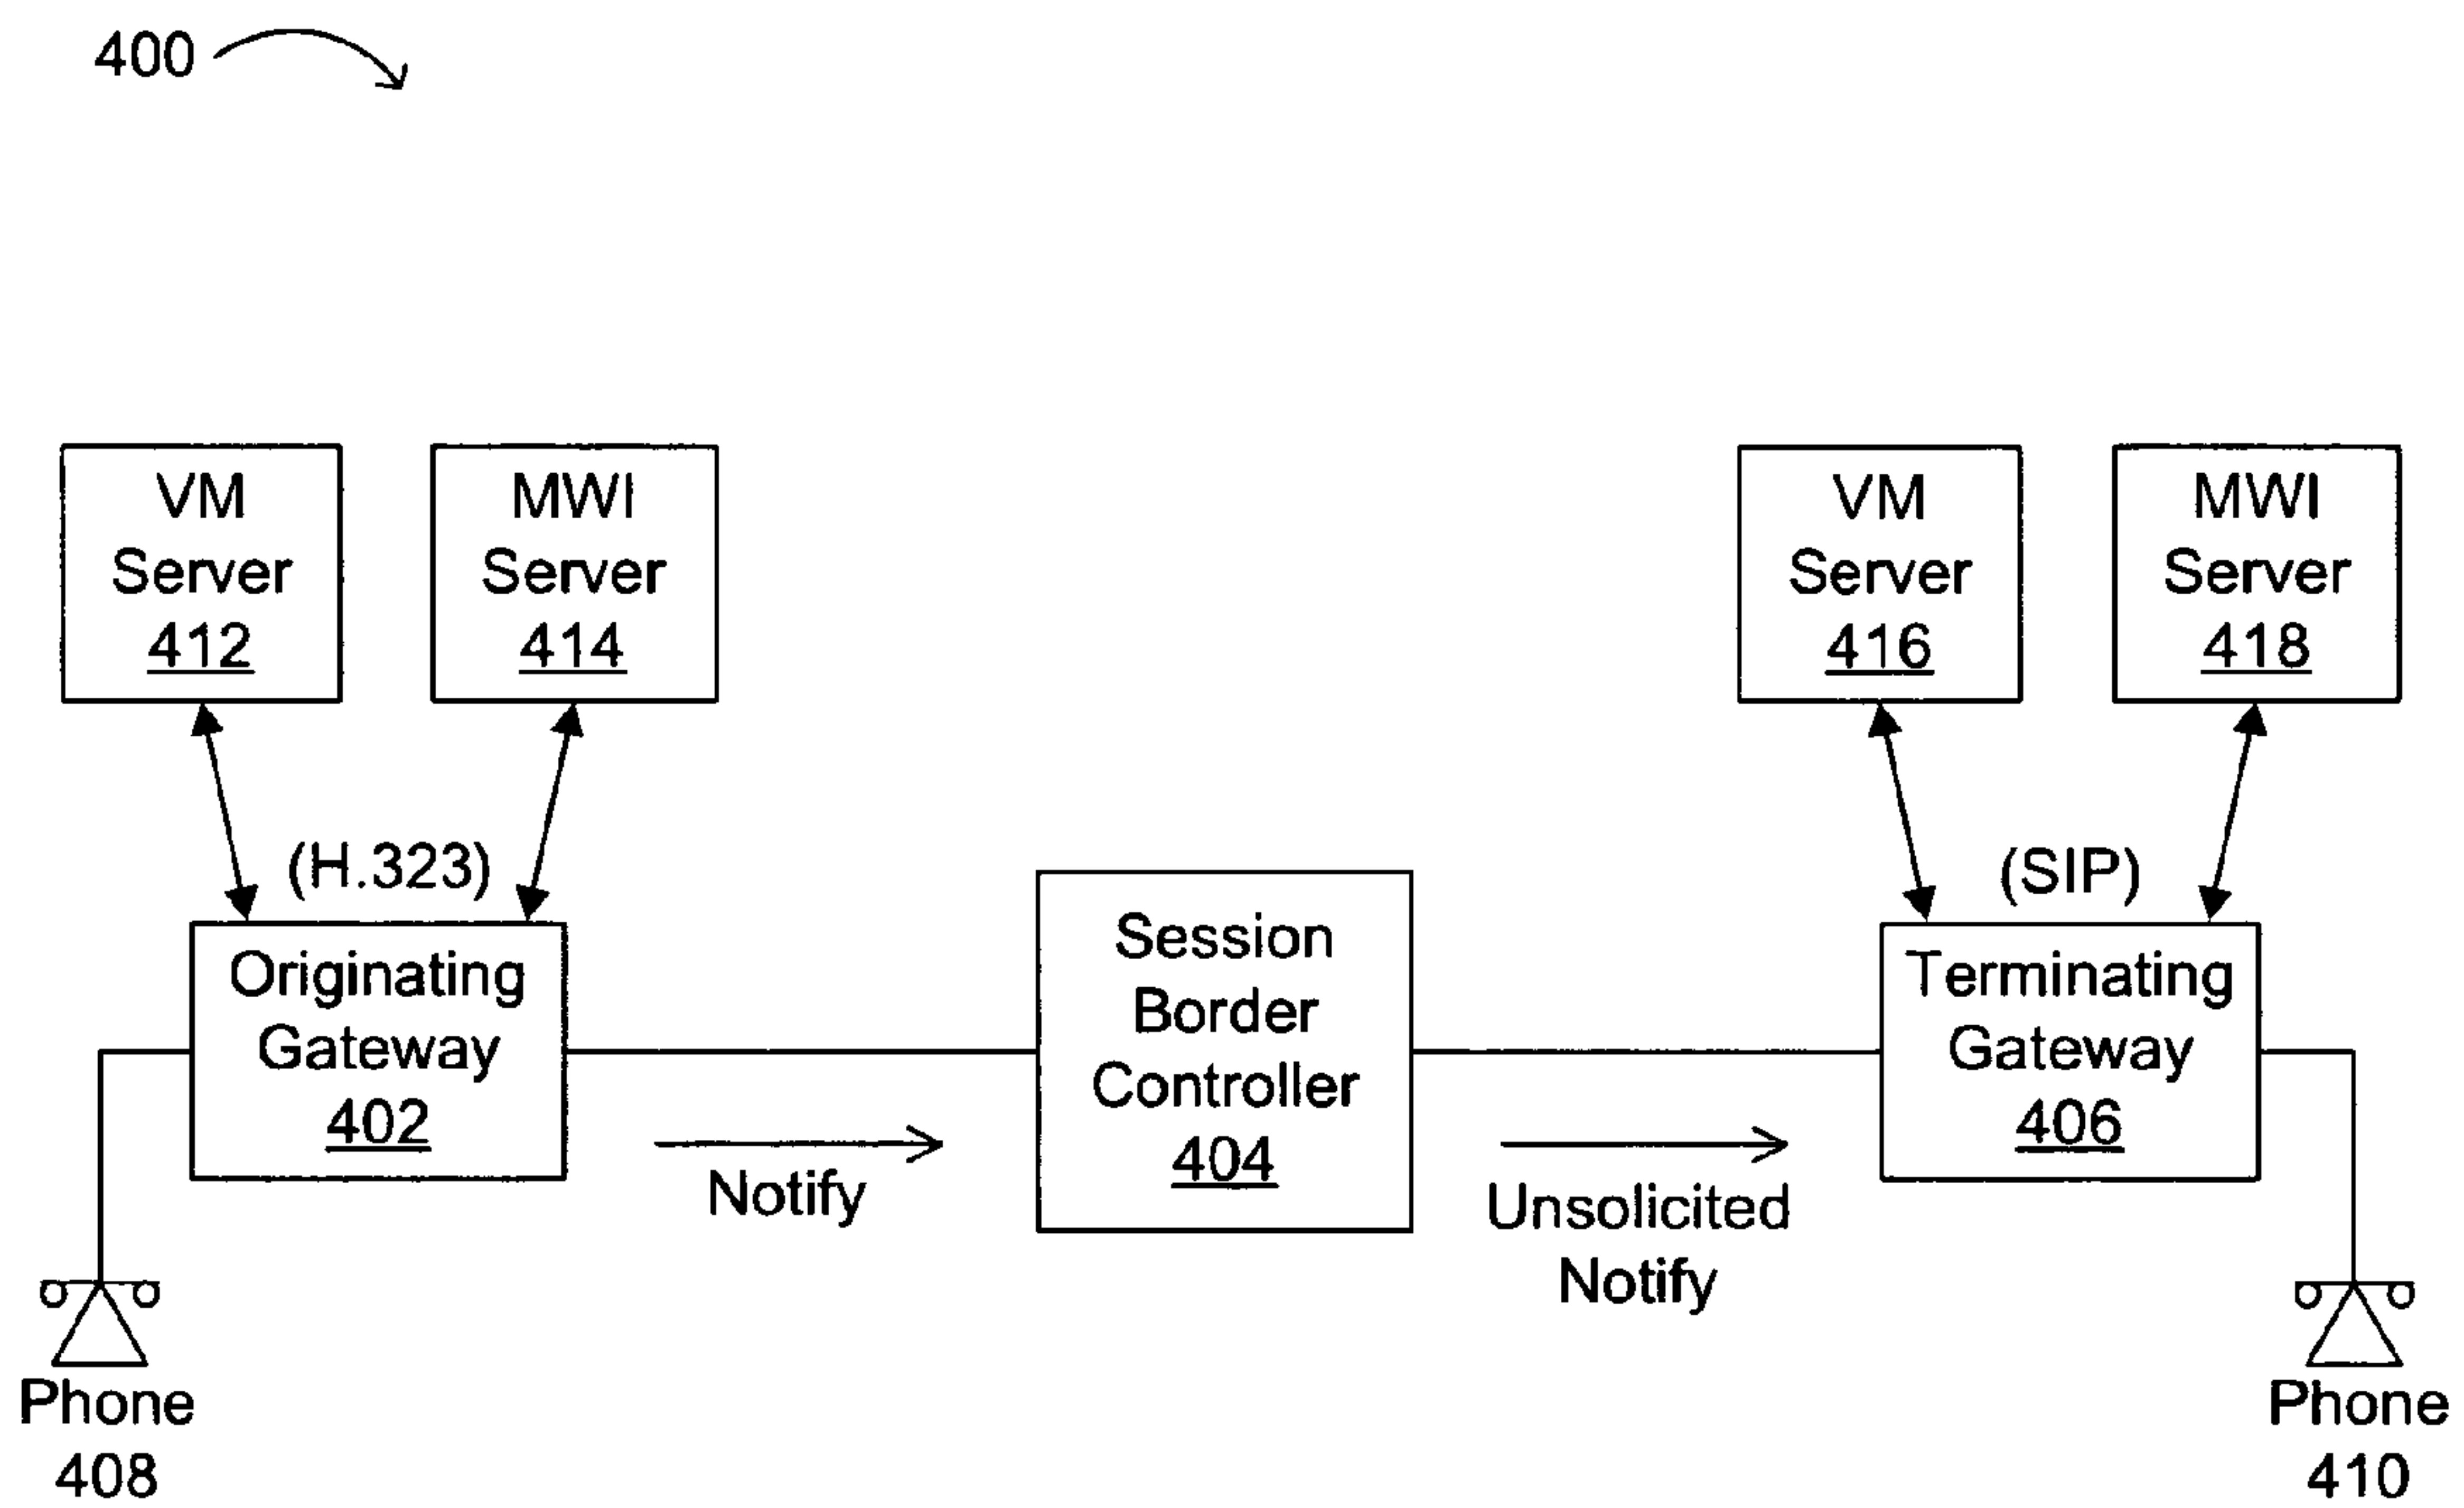 400
VM
Server
412
MWI
Server
414
VM
Server
416
MWI
Server
418
(H.323)
(SIP)
Originating
Gateway
402
Session
Border
Controller
404
Terminating
Gateway
406
Notify
Unsolicited
Notify
Phone
408
Phone
410